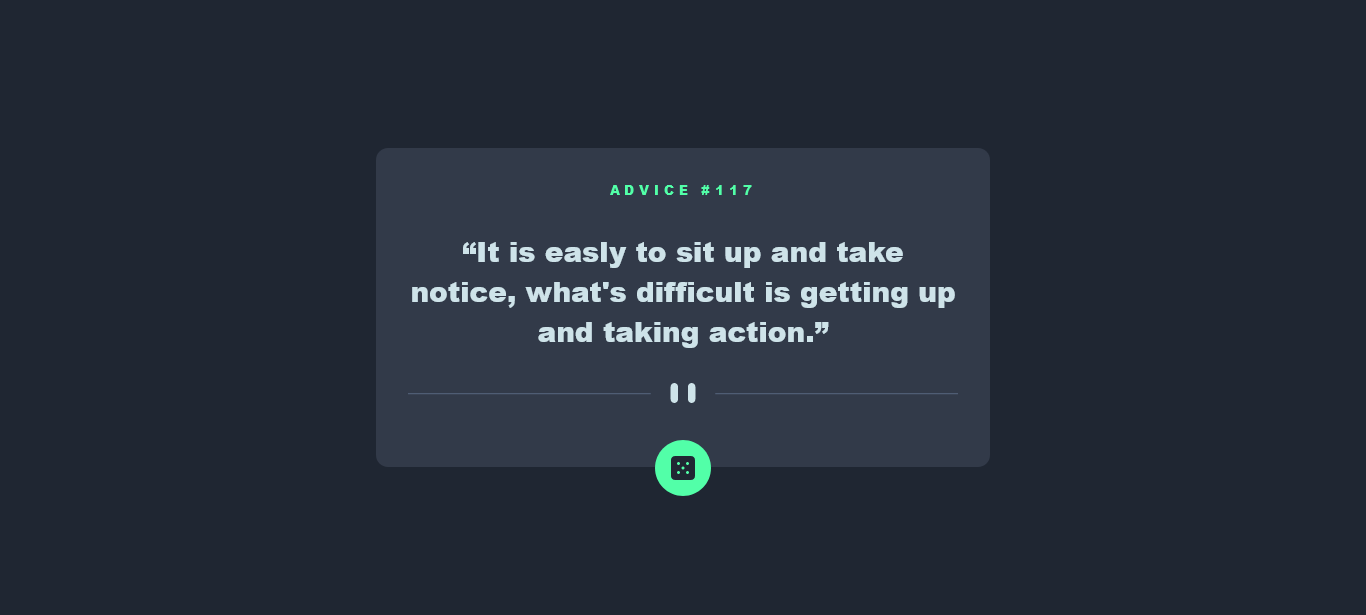 ADVICE #117
“It is easly to sit up and take
notice, what's difficult is getting up
and taking action.”